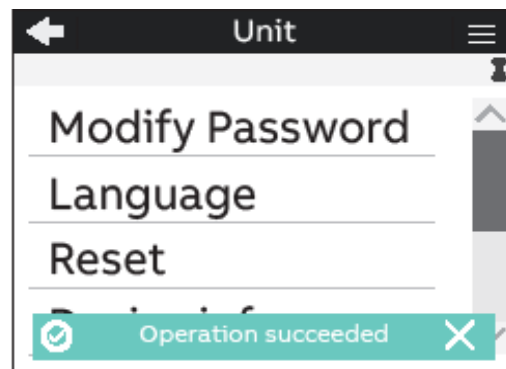 Unit
Modify Password
Language
Reset
Operation succeeded